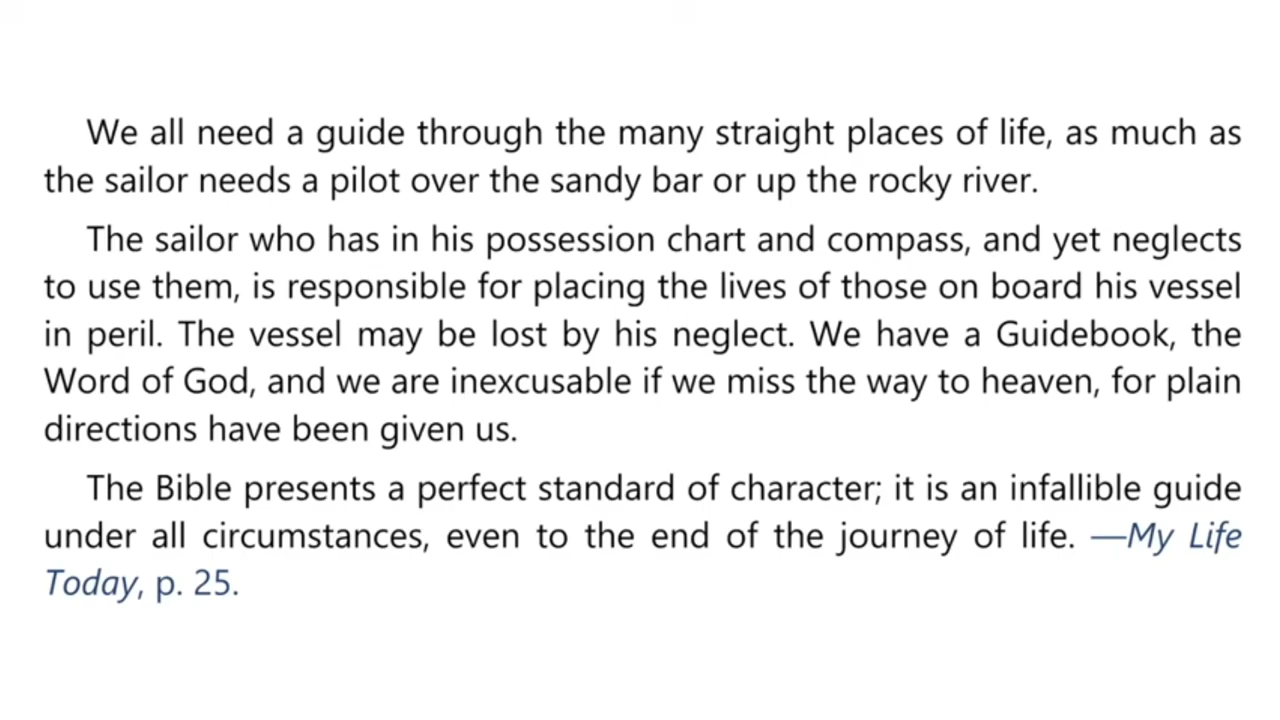 We all need a guide through the many straight places of life, as much as
the sailor needs a pilot over the sandy bar or up the rocky river.
The sailor who has in his possession chart and compass, and yet neglects
to use them, is responsible for placing the lives of those on board his vessel
in peril. The vessel may be lost by his neglect. We have a Guidebook, the
Word of God, and we are inexcusable if we miss the way to heaven, for plain
directions have been given us.
The Bible presents a perfect standard of character; it is an infallible guide
under all circumstances, even to the end of the journey of life. —My Life
Today, p. 25.